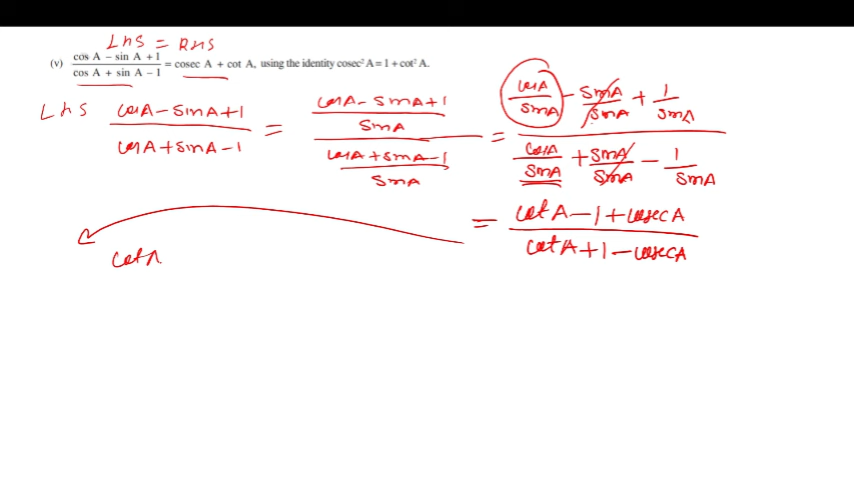 LHS = RHS
(v) cos A – sin A + 1 / cos A + sin A – 1 = cosec A + cot A, using the identity cosec² A = 1 + cot² A.
LHS cosA – sinA + 1 / cosA + sinA – 1 = (cosA – sinA + 1 / sinA) / (cosA + sinA – 1 / sinA) = (cosA / sinA – sinA / sinA + 1 / sinA) / (cosA / sinA + sinA / sinA – 1 / sinA)
= cotA – 1 + cosecA / cotA + 1 – cosecA
cotA